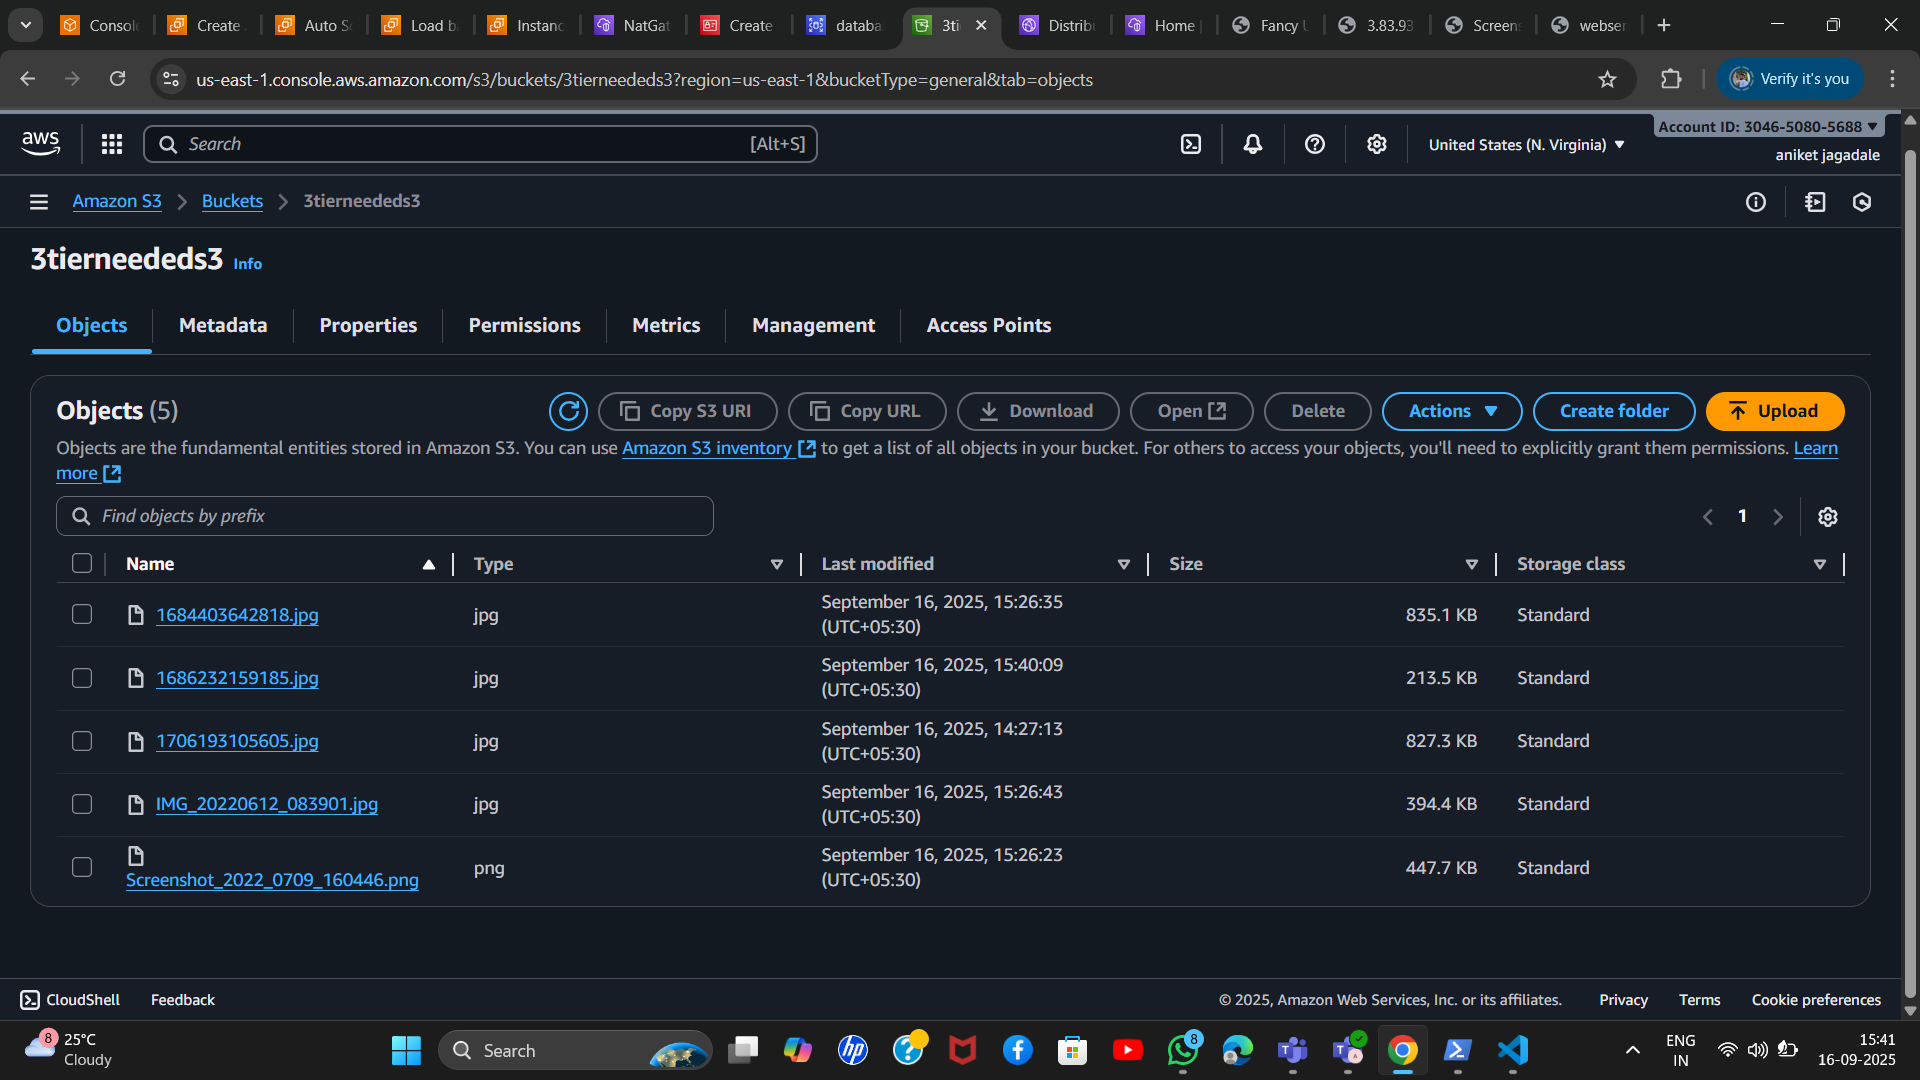 Consol
Create
Auto Sc
Load b
Instanc
NatGat
Create
databa
3ti
Distrib
Home
Fancy U
3.83.93
Screen
webser
us-east-1.console.aws.amazon.com/s3/buckets/3tierneededs3?region=us-east-1&bucketType=general&tab=objects
Verify it's you
aws
Search
[Alt+S]
United States (N. Virginia)
Account ID: 3046-5080-5688
aniket jagadale
Amazon S3
Buckets
3tierneededs3
3tierneededs3 Info
Objects
Metadata
Properties
Permissions
Metrics
Management
Access Points
Objects (5)
Copy S3 URI
Copy URL
Download
Open
Delete
Actions
Create folder
Upload
Objects are the fundamental entities stored in Amazon S3. You can use Amazon S3 inventory to get a list of all objects in your bucket. For others to access your objects, you'll need to explicitly grant them permissions. Learn
more
Find objects by prefix
1
Name
Type
Last modified
Size
Storage class
1684403642818.jpg
jpg
September 16, 2025, 15:26:35
(UTC+05:30)
835.1 KB
Standard
1686232159185.jpg
jpg
September 16, 2025, 15:40:09
(UTC+05:30)
213.5 KB
Standard
1706193105605.jpg
jpg
September 16, 2025, 14:27:13
(UTC+05:30)
827.3 KB
Standard
IMG_20220612_083901.jpg
jpg
September 16, 2025, 15:26:43
(UTC+05:30)
394.4 KB
Standard
Screenshot_2022_0709_160446.png
png
September 16, 2025, 15:26:23
(UTC+05:30)
447.7 KB
Standard
CloudShell
Feedback
© 2025, Amazon Web Services, Inc. or its affiliates.
Privacy
Terms
Cookie preferences
8
25°C
Cloudy
Search
hp
8
ENG
IN
15:41
16-09-2025